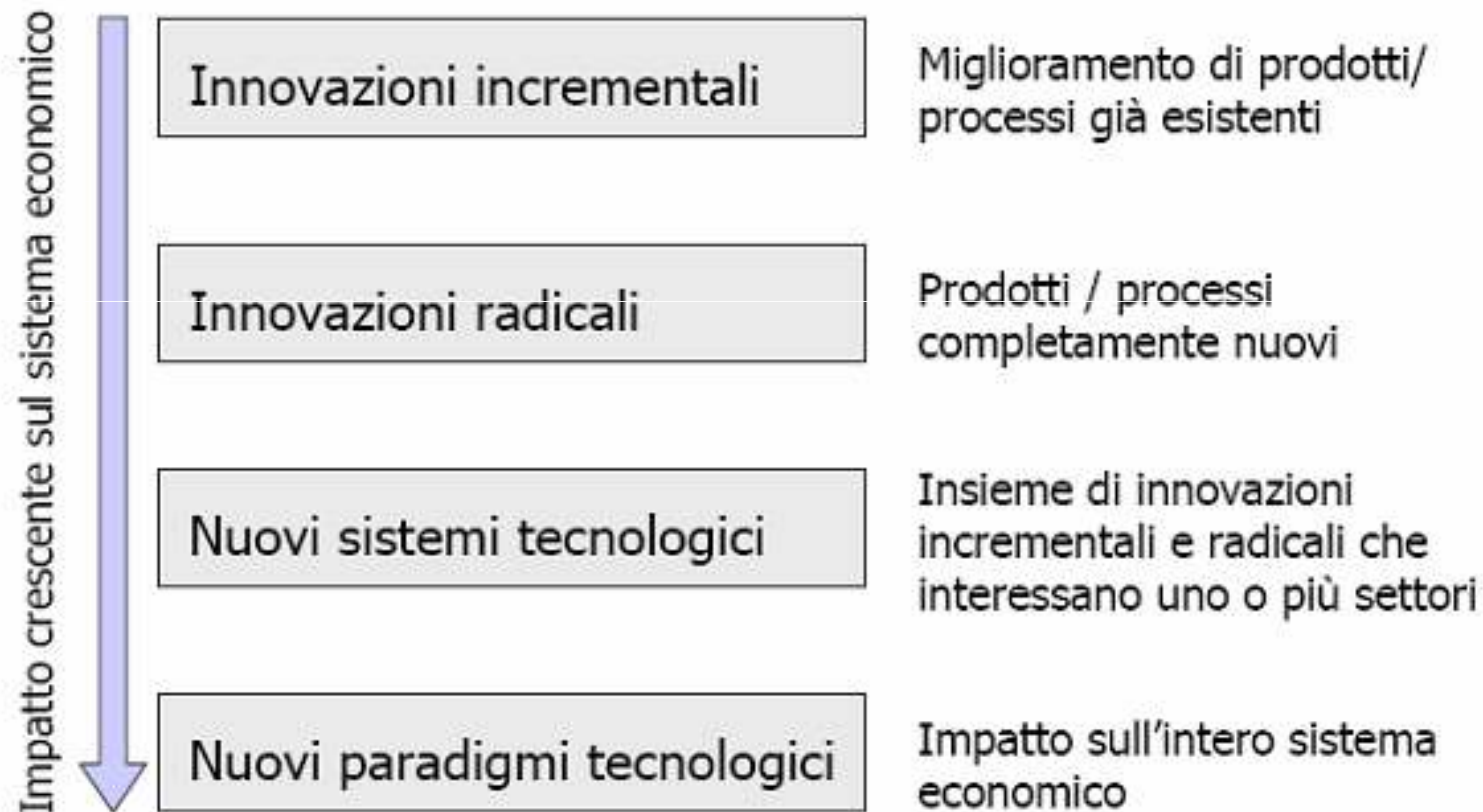 Impatto crescente sul sistema economico
Innovazioni incrementali
Miglioramento di prodotti/
processi già esistenti
Innovazioni radicali
Prodotti / processi
completamente nuovi
Nuovi sistemi tecnologici
Insieme di innovazioni
incrementali e radicali che
interessano uno o più settori
Nuovi paradigmi tecnologici
Impatto sull'intero sistema
economico